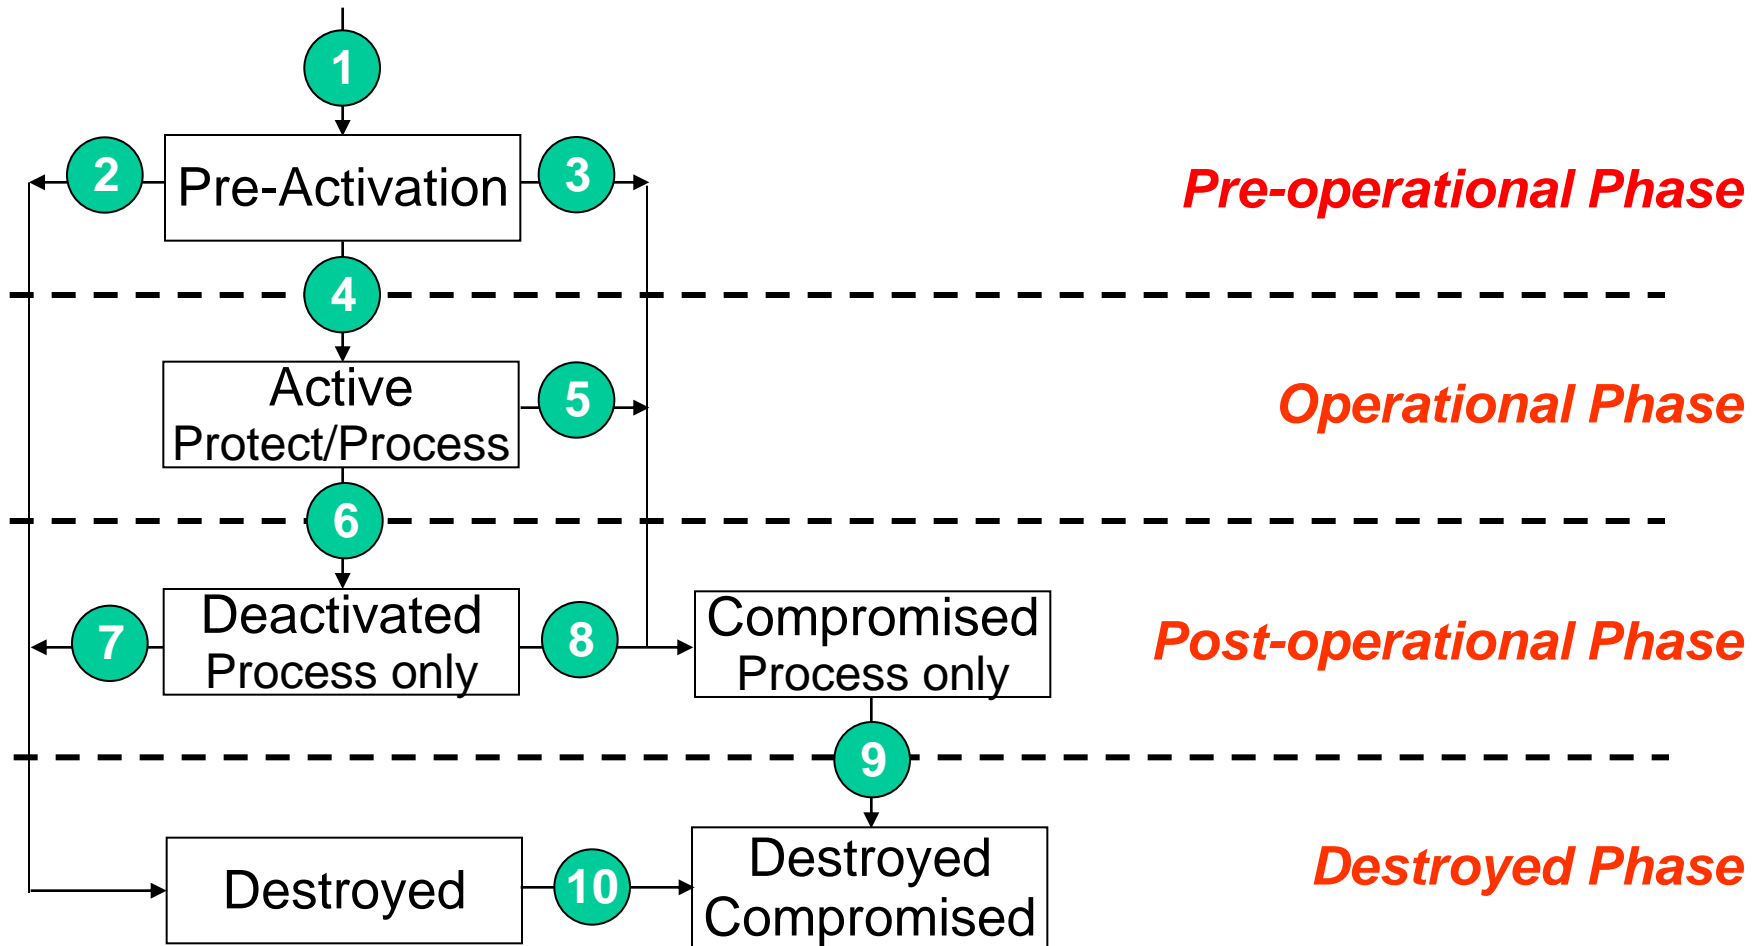 1
2
Pre-Activation
3
Pre-operational Phase
4
Active
Protect/Process
5
Operational Phase
6
7
Deactivated
Process only
8
Compromised
Process only
Post-operational Phase
9
Destroyed
10
Destroyed
Compromised
Destroyed Phase